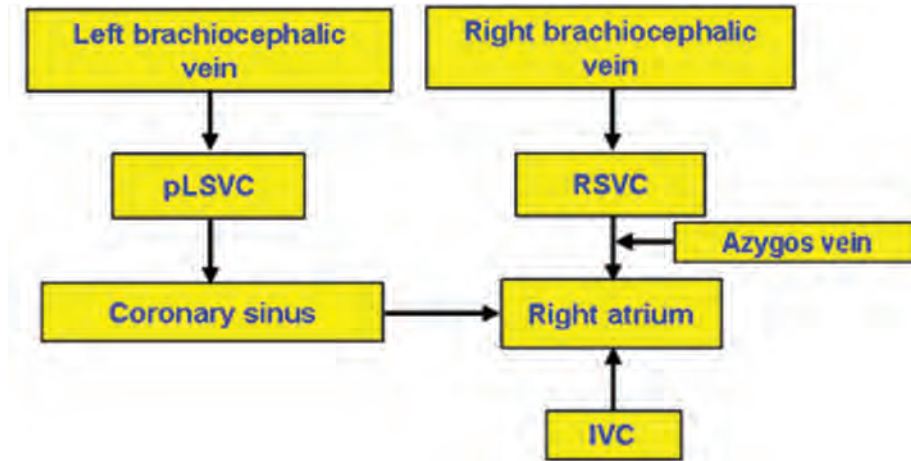 Left brachiocephalic
vein
Right brachiocephalic
vein
pLSVC
RSVC
Azygos vein
Coronary sinus
Right atrium
IVC